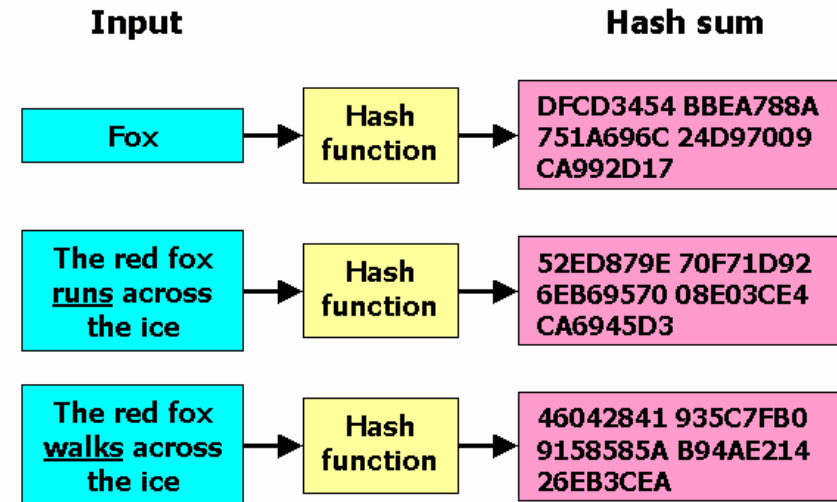 Input
Hash sum
Fox
Hash
function
DFCD3454 BBEA788A
751A696C 24D97009
CA992D17
The red fox
runs across
the ice
Hash
function
52ED879E 70F71D92
6EB69570 08E03CE4
CA6945D3
The red fox
walks across
the ice
Hash
function
46042841 935C7FB0
9158585A B94AE214
26EB3CEA